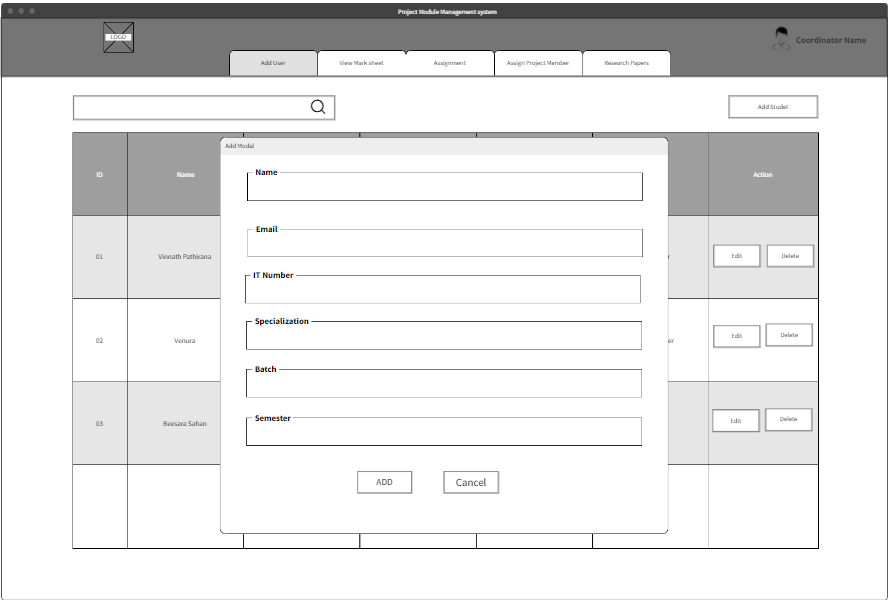 Project Module Management system
LOGO
Coordinator Name
Add User
View Mark sheet
Assignment
Assign Project Member
Research Papers
Add Studet
Add Modal
ID
Name
Action
Name
Email
IT Number
Specialization
Batch
Semester
01
Vinnath Pathirana
r
Edit
Delete
02
Venura
er
Edit
Delete
03
Beesara Sahan
Edit
Delete
ADD
Cancel